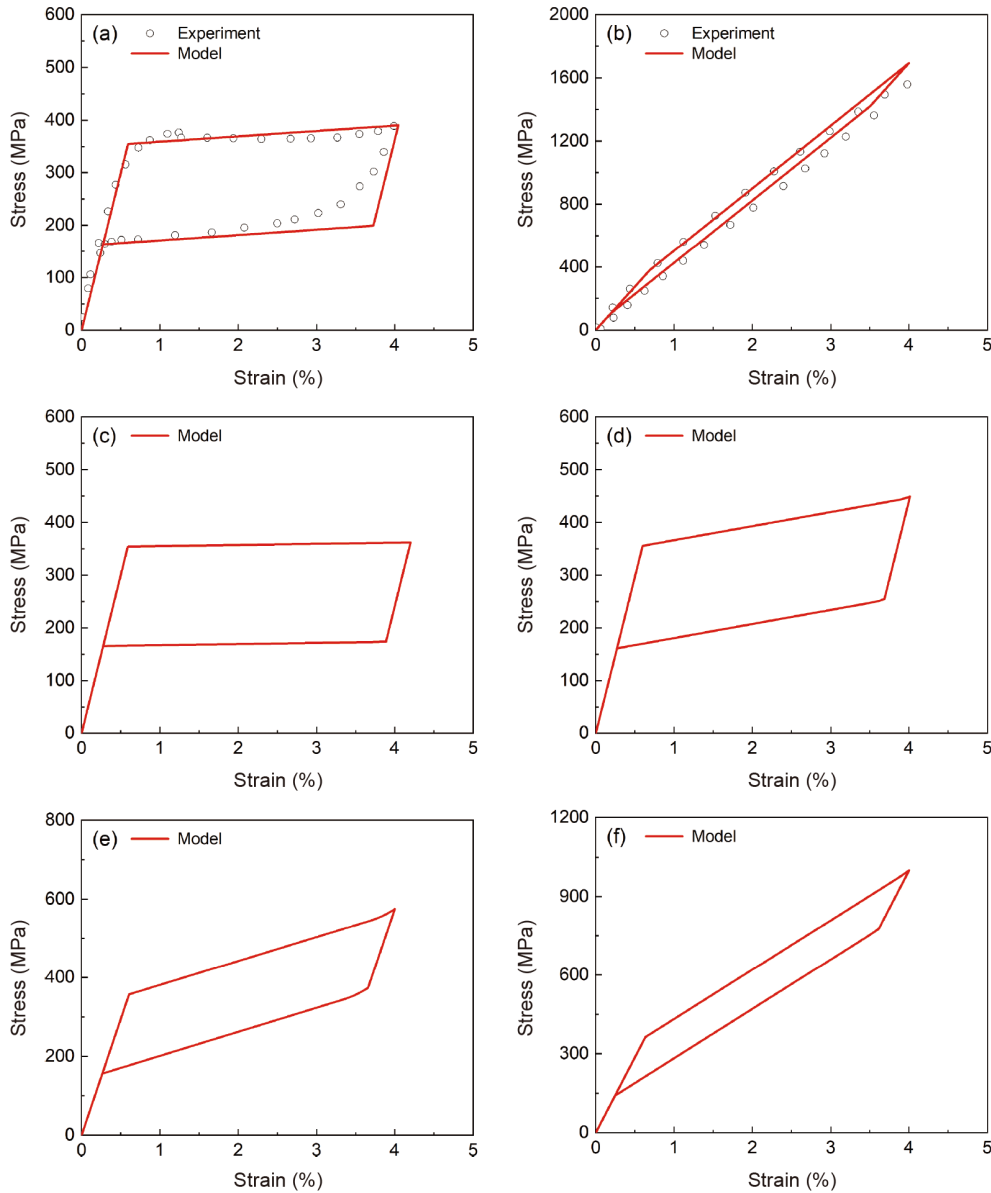 (a)
Experiment
Model
600
500
400
300
200
100
0
Stress (MPa)
0 1 2 3 4 5
Strain (%)
(b)
Experiment
Model
2000
1600
1200
800
400
0
Stress (MPa)
0 1 2 3 4 5
Strain (%)
(c)
Model
600
500
400
300
200
100
0
Stress (MPa)
0 1 2 3 4 5
Strain (%)
(d)
Model
600
500
400
300
200
100
0
Stress (MPa)
0 1 2 3 4 5
Strain (%)
(e)
Model
800
600
400
200
0
Stress (MPa)
0 1 2 3 4 5
Strain (%)
(f)
Model
1200
900
600
300
0
Stress (MPa)
0 1 2 3 4 5
Strain (%)